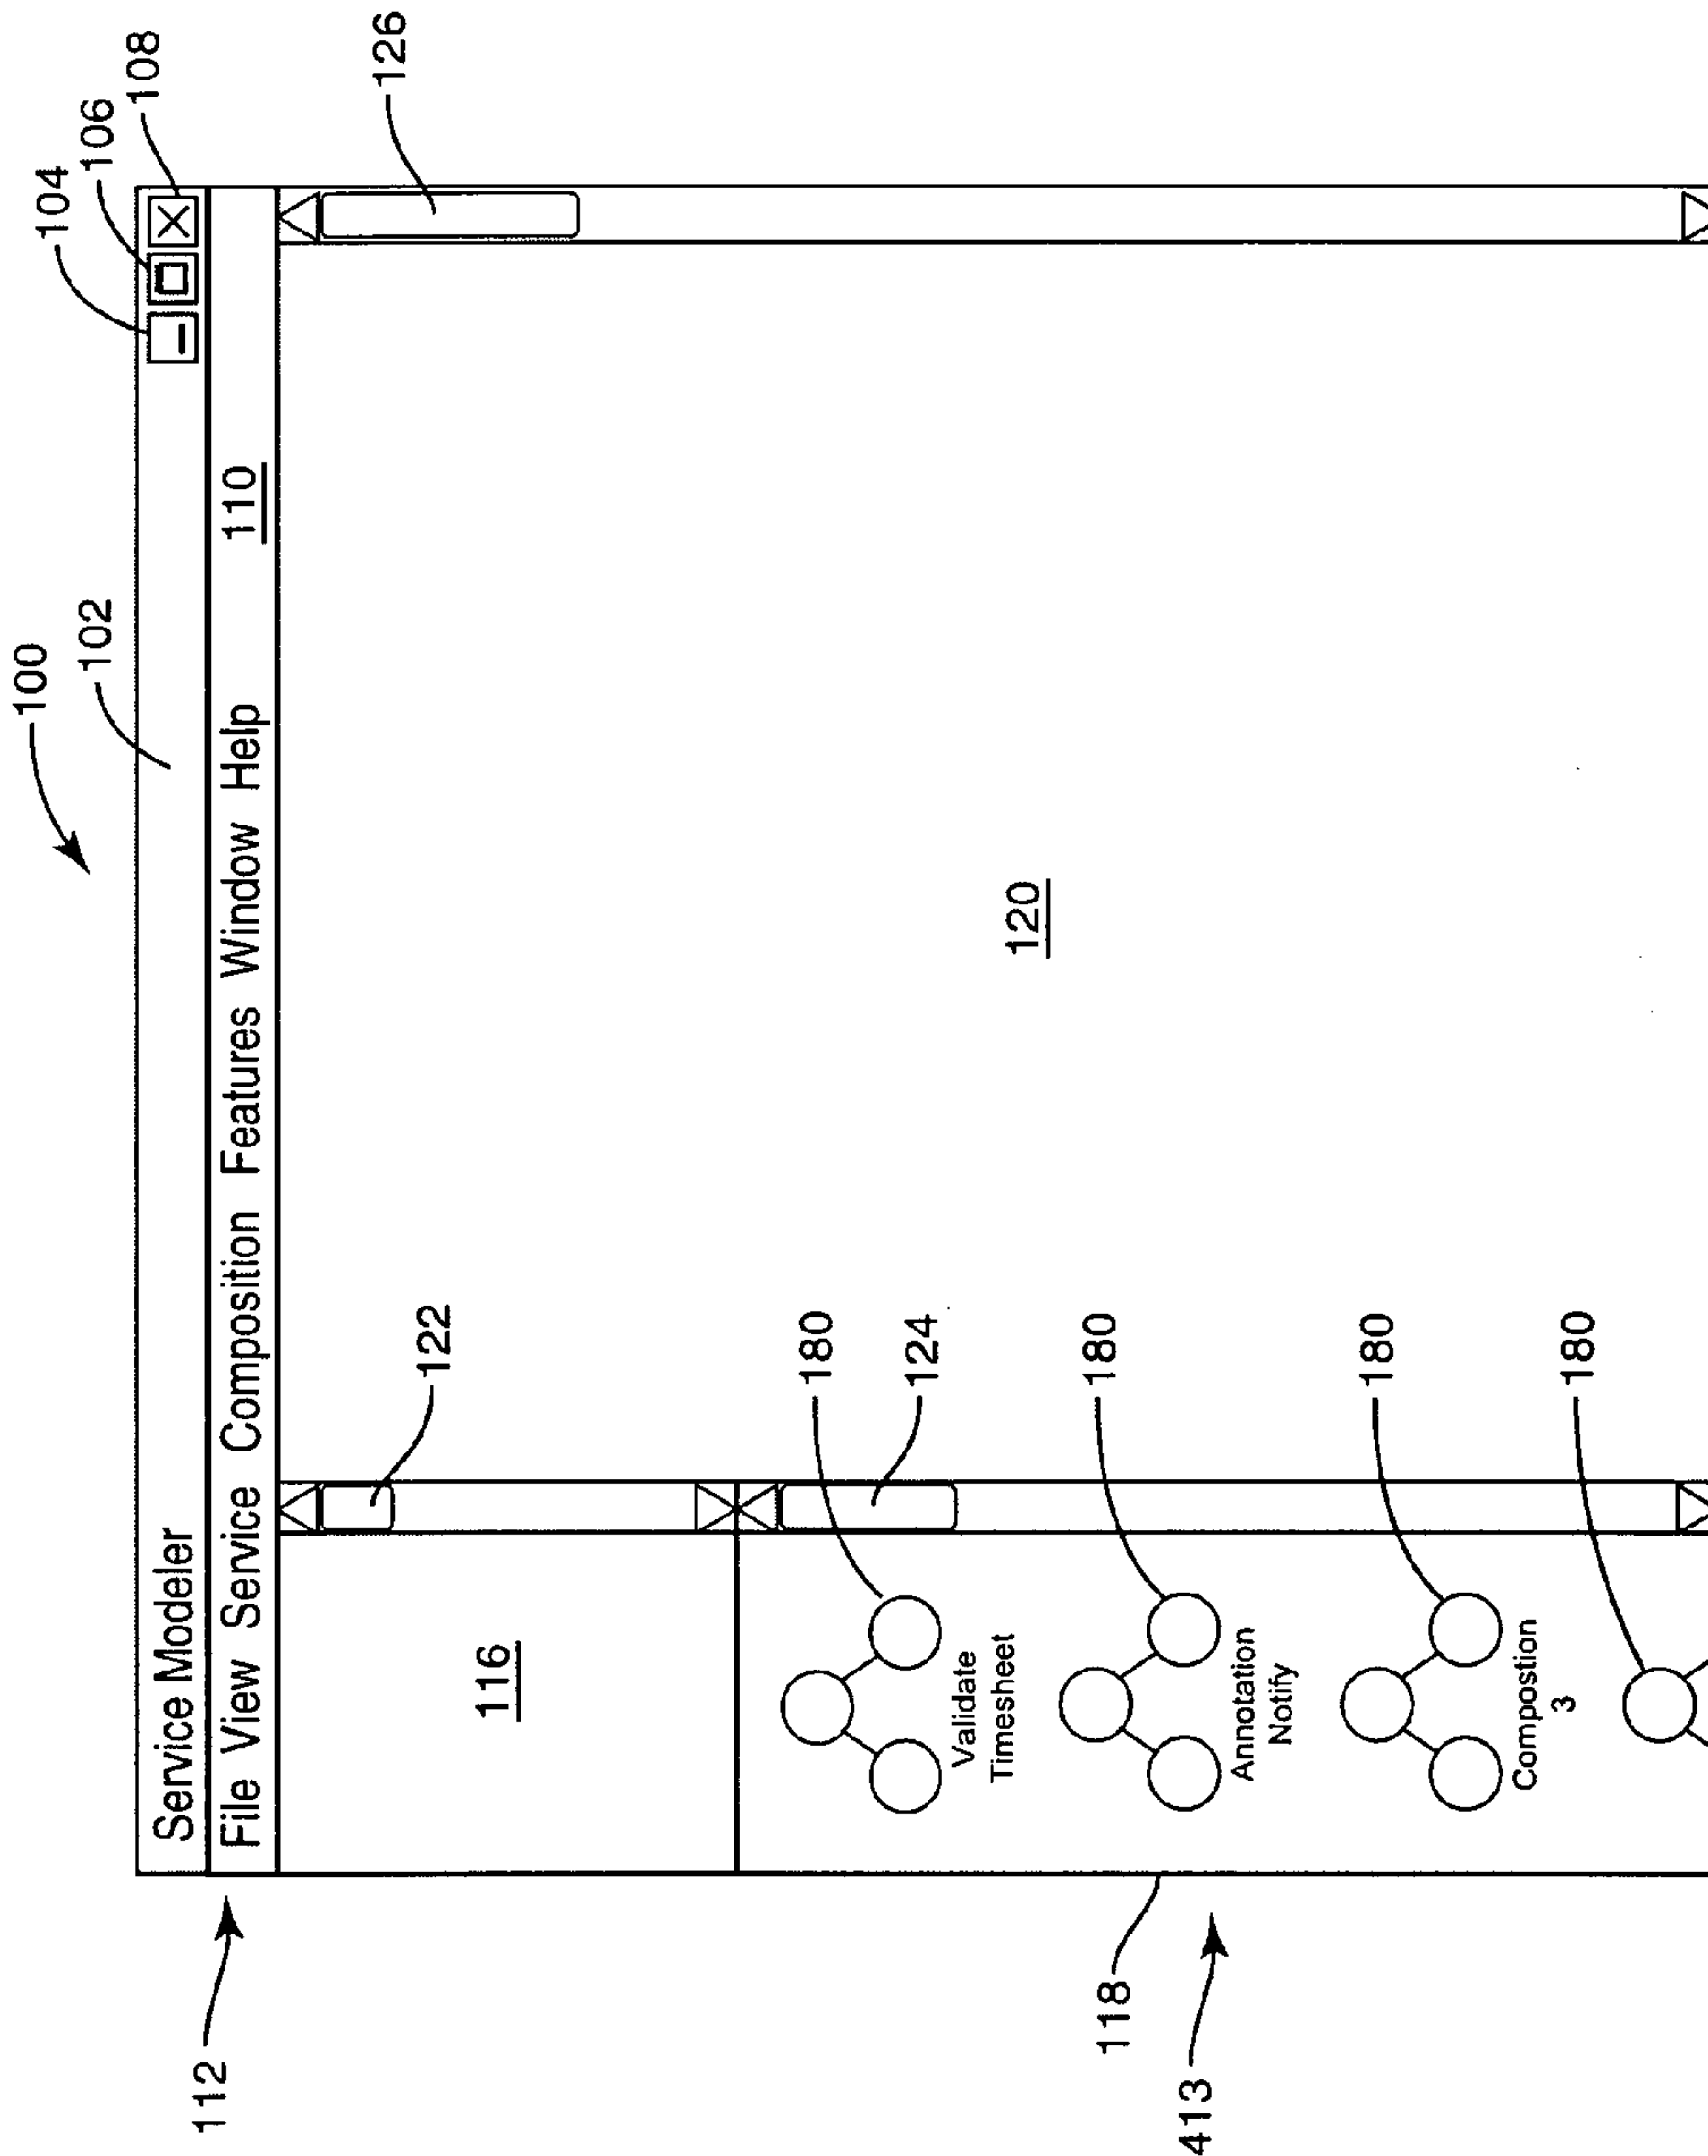 100
102
104
106
108
Service Modeler
112
File View Service Composition Features Window Help 110
126
122
116
120
180
Validate
Timesheet
124
118
180
Annotation
Notify
413
180
Compostion
3
180